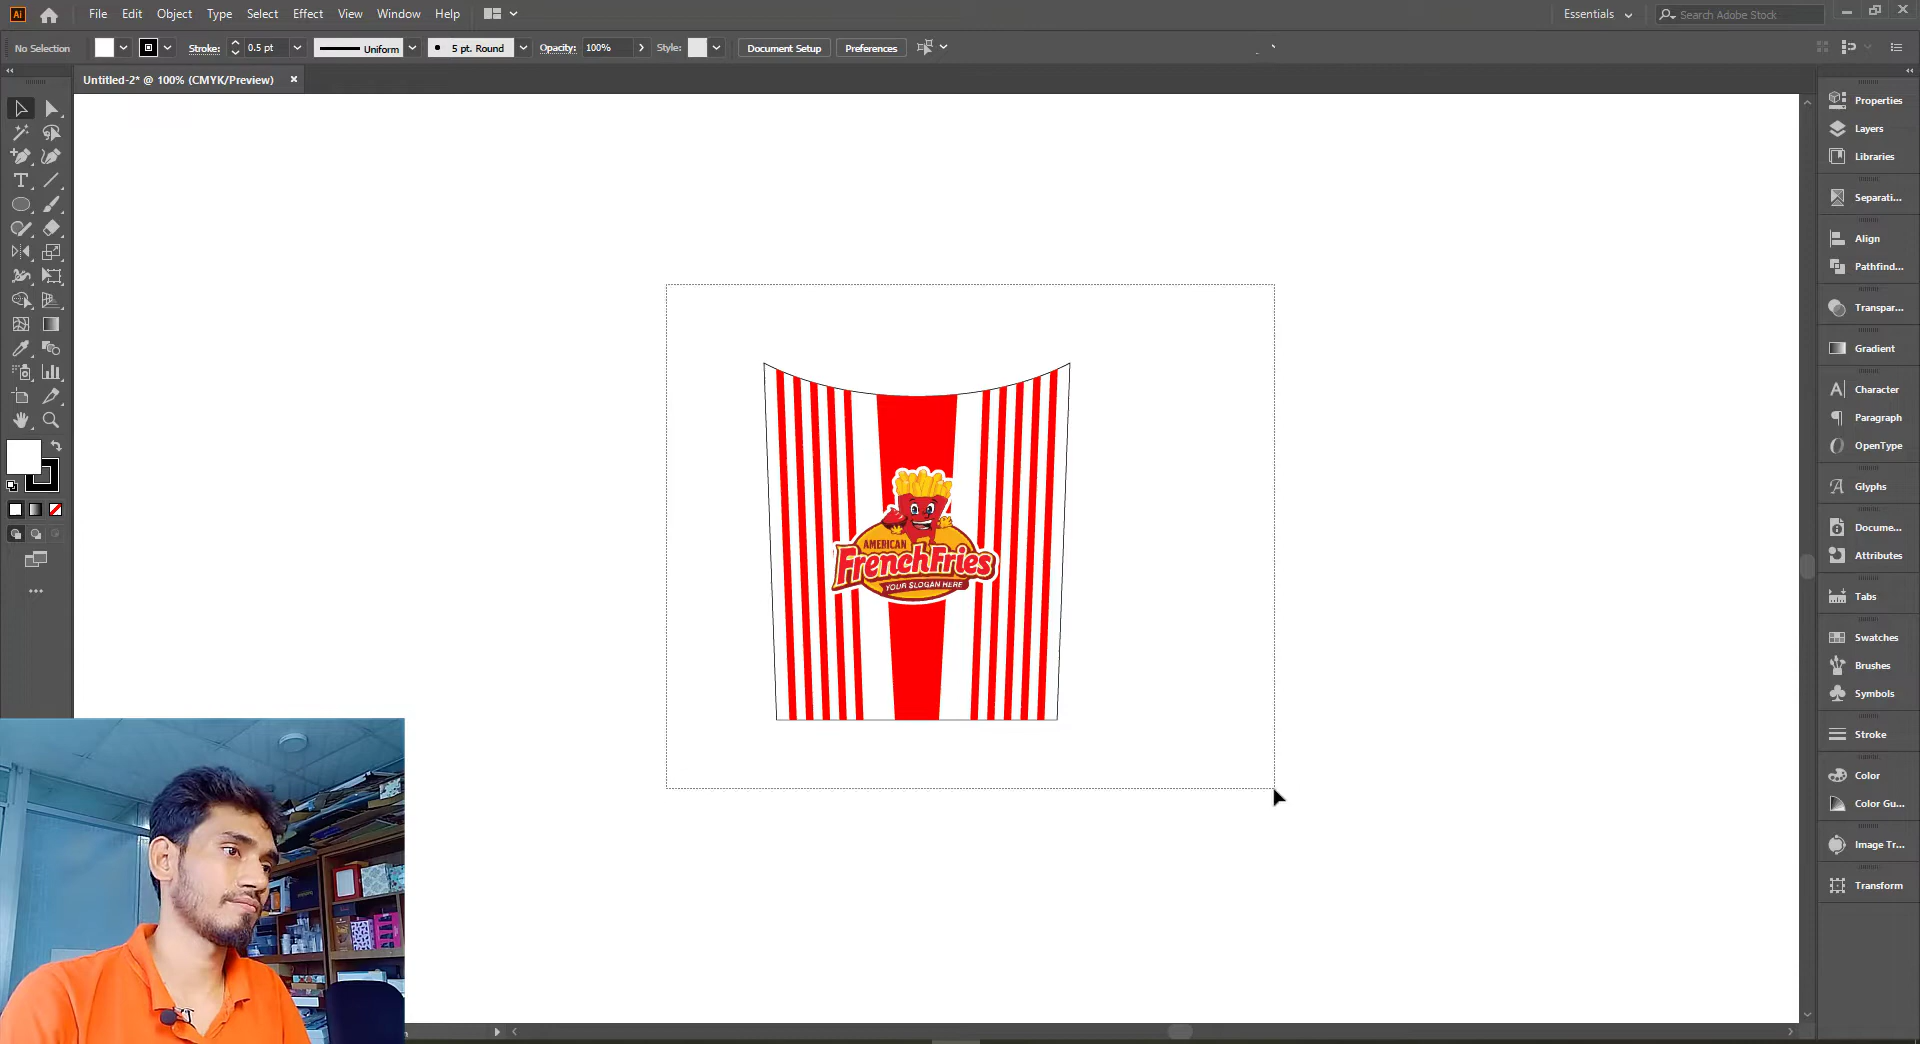 Ai
File Edit Object Type Select Effect View Window Help
Essentials
Search Adobe Stock
No Selection
Stroke: 0.5 pt
Uniform
5 pt. Round
Opacity: 100%
Style:
Document Setup
Preferences
Untitled-2* @ 100% (CMYK/Preview)
Properties
Layers
Libraries
Separati...
Align
Pathfind...
Transpar...
Gradient
Character
Paragraph
OpenType
Glyphs
Docume...
Attributes
Tabs
Swatches
Brushes
Symbols
Stroke
Color
Color Gu...
Image Tr...
Transform
AMERICAN
FrenchFries
YOUR SLOGAN HERE